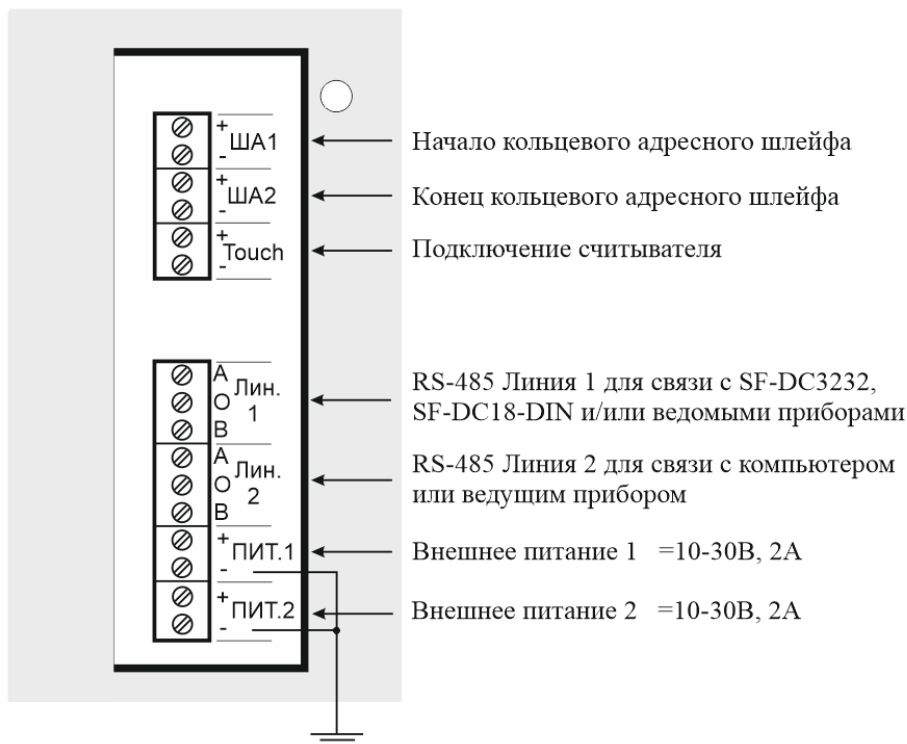 +
ША1
-
Начало кольцевого адресного шлейфа
+
ША2
-
Конец кольцевого адресного шлейфа
+
Touch
-
Подключение считывателя
A
Лин.
O
1
B
RS-485 Линия 1 для связи с SF-DC3232,
SF-DC18-DIN и/или ведомыми приборами
A
Лин.
O
2
B
RS-485 Линия 2 для связи с компьютером
или ведущим прибором
+
ПИТ.1
-
Внешнее питание 1 =10-30В, 2А
+
ПИТ.2
-
Внешнее питание 2 =10-30В, 2А